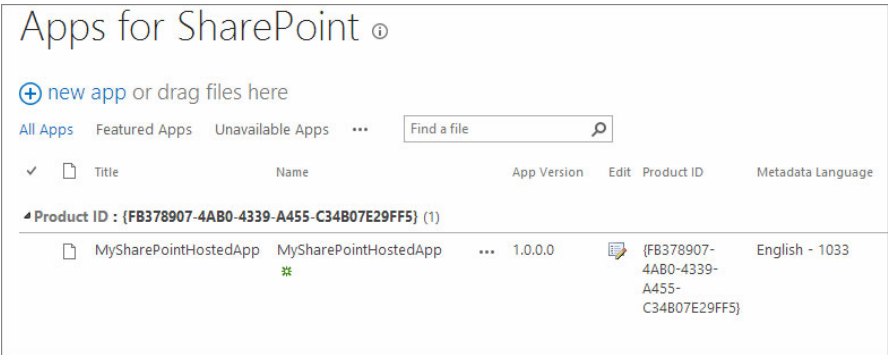 Apps for SharePoint
new app or drag files here
All Apps Featured Apps Unavailable Apps ••• Find a file
Title Name App Version Edit Product ID Metadata Language
Product ID : {FB378907-4AB0-4339-A455-C34B07E29FF5} (1)
MySharePointHostedApp MySharePointHostedApp ••• 1.0.0.0 {FB378907- English - 1033
4AB0-4339-
A455-
C34B07E29FF5}